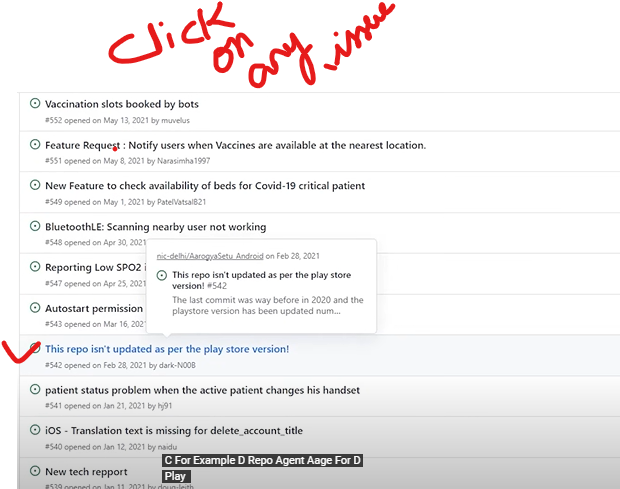 Click
on
any issue
Vaccination slots booked by bots
#552 opened on May 13, 2021 by muvelus
Feature Request : Notify users when Vaccines are available at the nearest location.
#551 opened on May 8, 2021 by Narasimha1997
New Feature to check availability of beds for Covid-19 critical patient
#549 opened on May 1, 2021 by PatelVatsalB21
BluetoothLE: Scanning nearby user not working
#548 opened on Apr 30, 2021
nic-delhi/AarogyaSetu_Android on Feb 28, 2021
Reporting Low SPO2
#547 opened on Apr 25, 2021
This repo isn't updated as per the play store
version! #542
The last commit was way before in 2020 and the
playstore version has been updated num...
Autostart permission
#543 opened on Mar 16, 2021
This repo isn't updated as per the play store version!
#542 opened on Feb 28, 2021 by dark-N00B
patient status problem when the active patient changes his handset
#541 opened on Jan 21, 2021 by hj91
iOS - Translation text is missing for delete_account_title
#540 opened on Jan 12, 2021 by naidu
C For Example D Repo Agent Aage For D
Play
New tech repport
#539 opened on Jan 11, 2021 by doug-leith